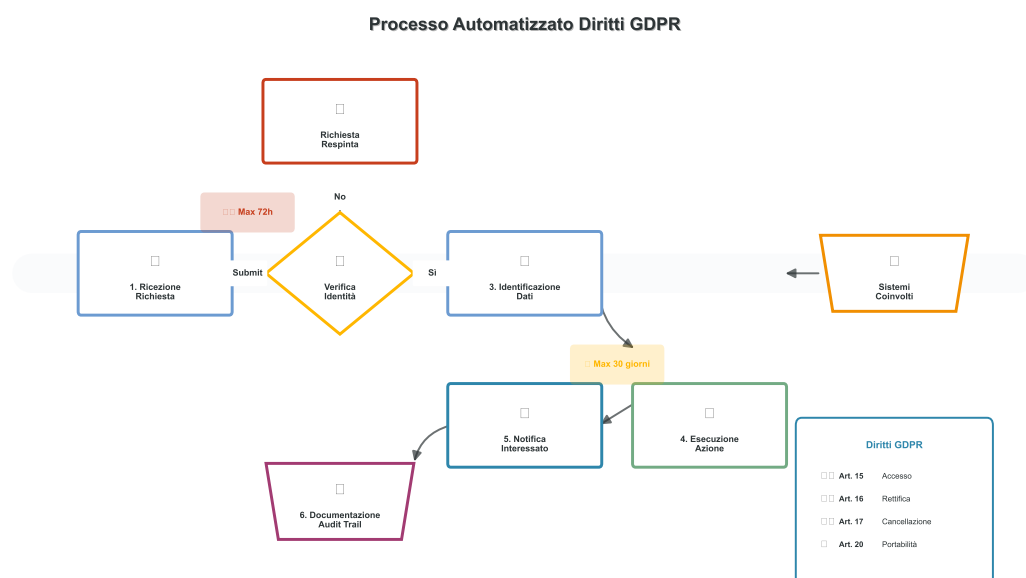 Processo Automatizzato Diritti GDPR
Richiesta
Respinta
No
Max 72h
1. Ricezione
Richiesta
Submit
Verifica
Identità
Sì
3. Identificazione
Dati
Sistemi
Coinvolti
Max 30 giorni
5. Notifica
Interessato
4. Esecuzione
Azione
6. Documentazione
Audit Trail
Diritti GDPR
Art. 15 Accesso
Art. 16 Rettifica
Art. 17 Cancellazione
Art. 20 Portabilità